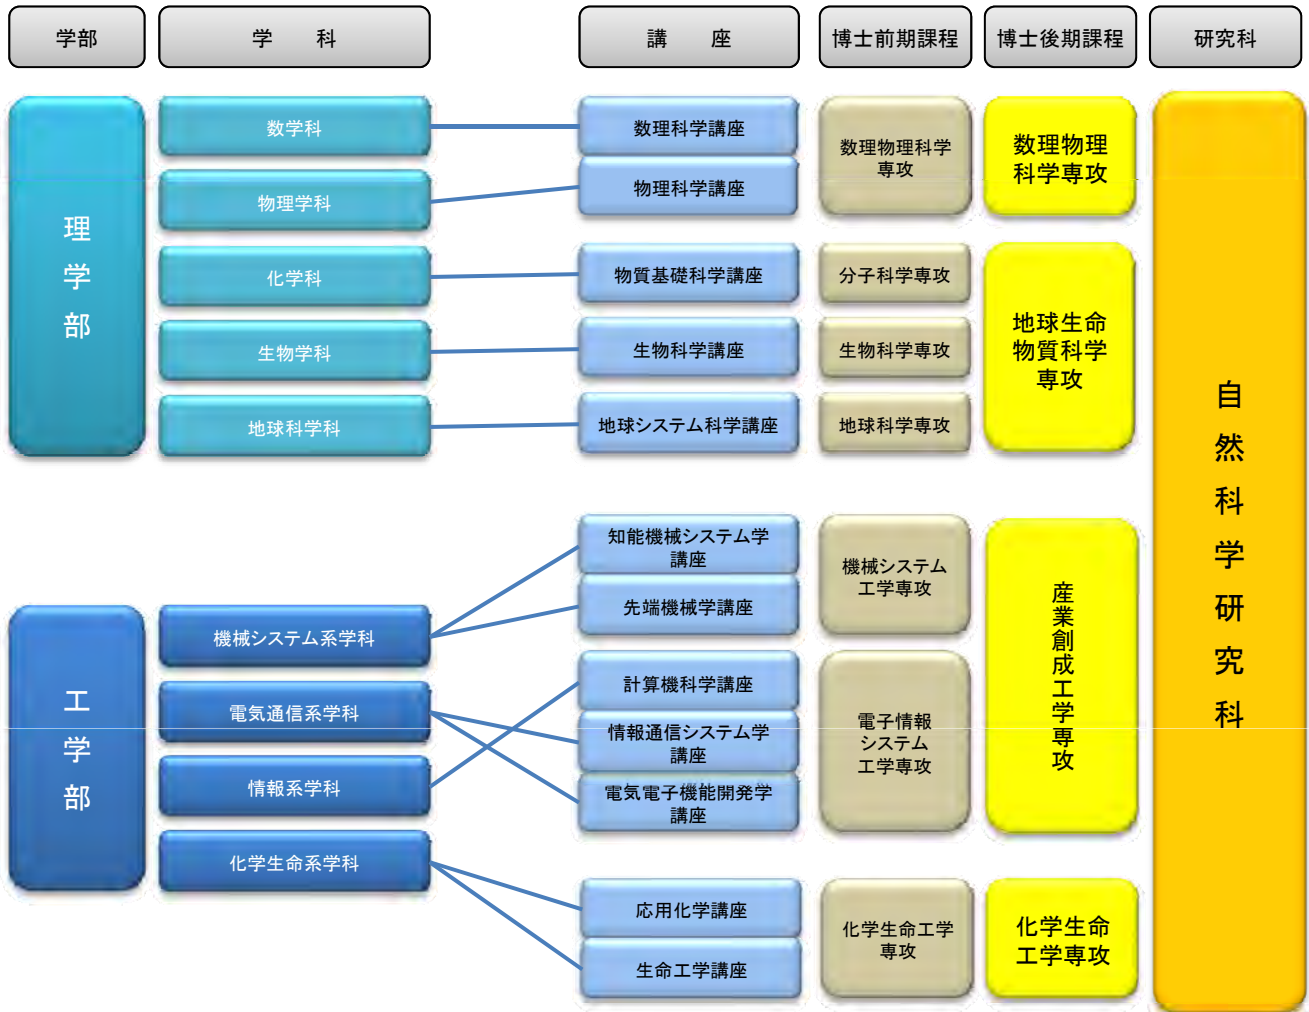 学部
学　科
講　座
博士前期課程
博士後期課程
研究科
理学部
数学科
物理学科
化学科
生物学科
地球科学科
数理科学講座
物理科学講座
物質基礎科学講座
生物科学講座
地球システム科学講座
数理物理科学
専攻
分子科学専攻
生物科学専攻
地球科学専攻
数理物理
科学専攻
地球生命
物質科学
専攻
自然科学研究科
工学部
機械システム系学科
電気通信系学科
情報系学科
化学生命系学科
知能機械システム学
講座
先端機械学講座
計算機科学講座
情報通信システム学
講座
電気電子機能開発学
講座
応用化学講座
生命工学講座
機械システム
工学専攻
電子情報
システム
工学専攻
化学生命工学
専攻
産業創成工学専攻
化学生命
工学専攻